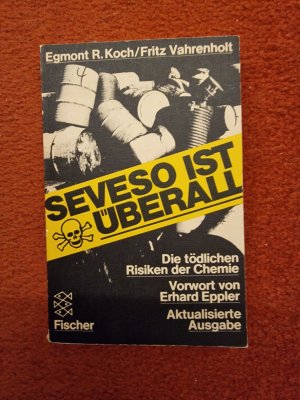 Egmont R. Koch/Fritz Vahrenholt
SEVESO IST
ÜBERALL
Die tödlichen
Risiken der Chemie
Vorwort von
Erhard Eppler
Aktualisierte
Ausgabe
Fischer